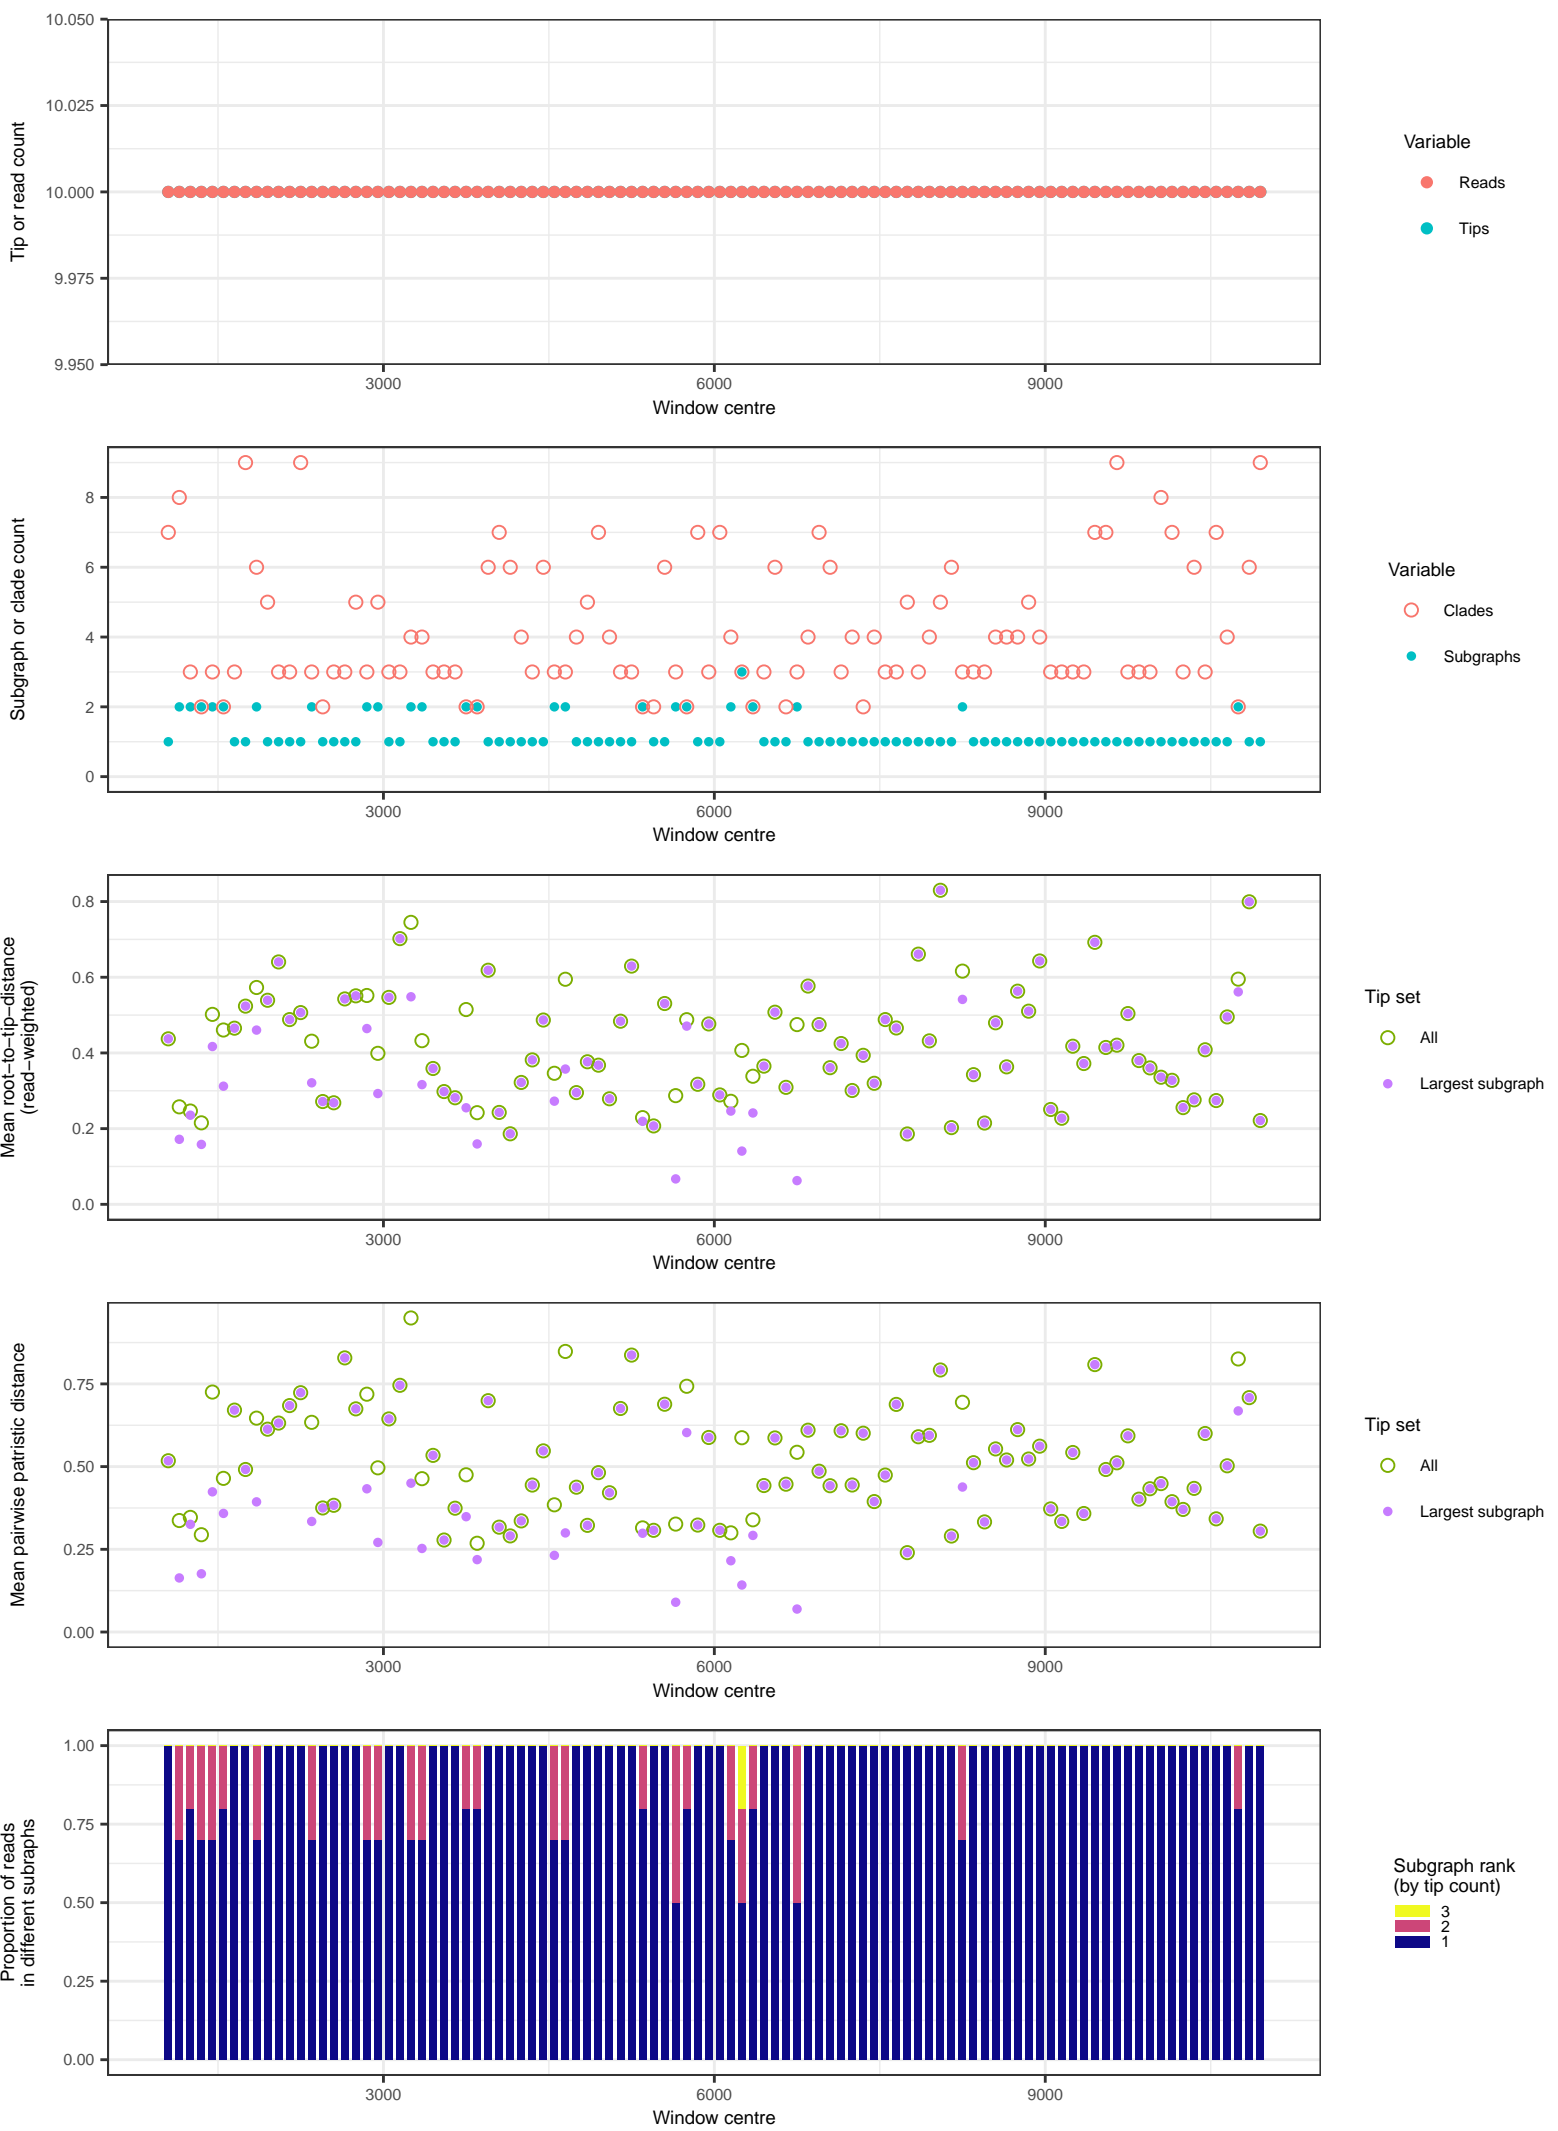 10.050
10.025
10.000
9.975
9.950
Tip or read count
3000 6000 9000
Window centre
Variable
Reads
Tips
8
6
4
2
0
Subgraph or clade count
3000 6000 9000
Window centre
Variable
Clades
Subgraphs
0.8
0.6
0.4
0.2
0.0
Mean root−to−tip−distance
(read−weighted)
3000 6000 9000
Window centre
Tip set
All
Largest subgraph
0.75
0.50
0.25
0.00
Mean pairwise patristic distance
3000 6000 9000
Window centre
Tip set
All
Largest subgraph
1.00
0.75
0.50
0.25
0.00
Proportion of reads
in different subraphs
3000 6000 9000
Window centre
Subgraph rank
(by tip count)
3
2
1